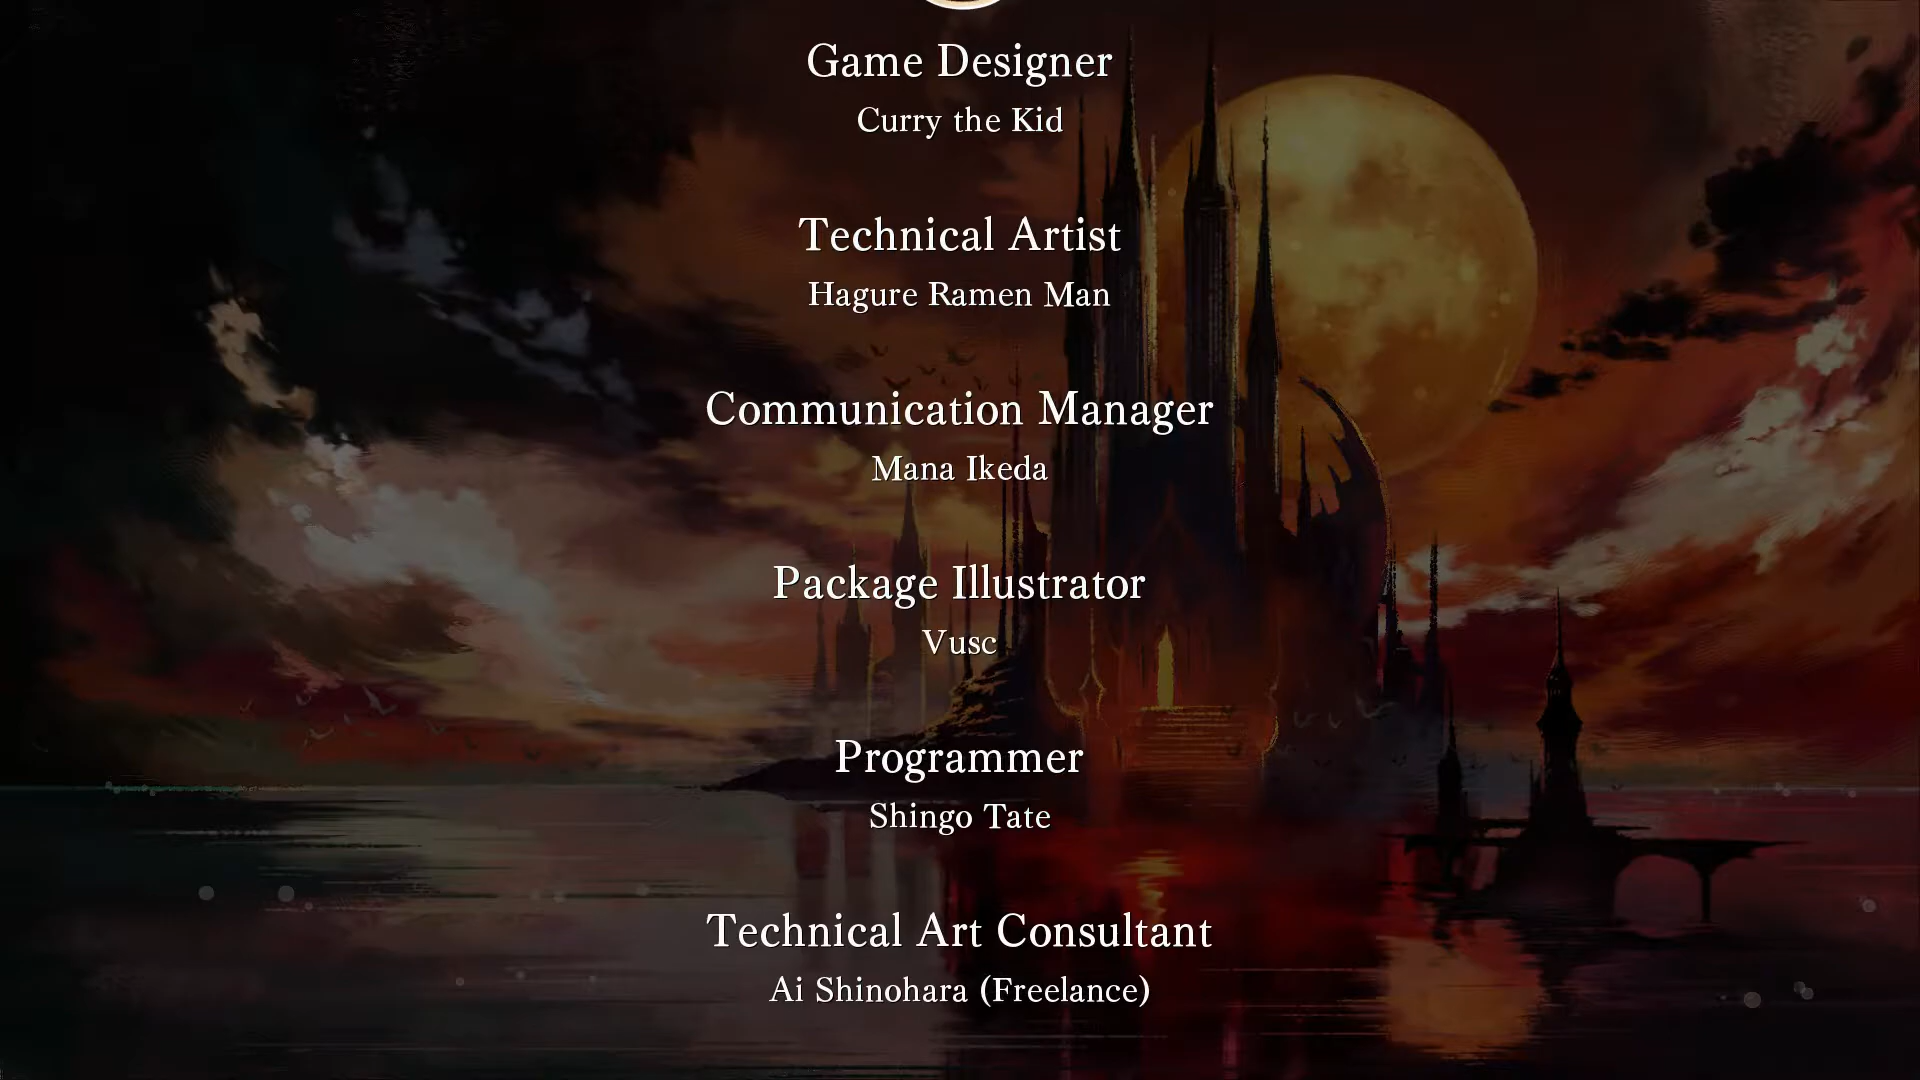 Game Designer
Curry the Kid
Technical Artist
Hagure Ramen Man
Communication Manager
Mana Ikeda
Package Illustrator
Vusc
Programmer
Shingo Tate
Technical Art Consultant
Ai Shinohara (Freelance)